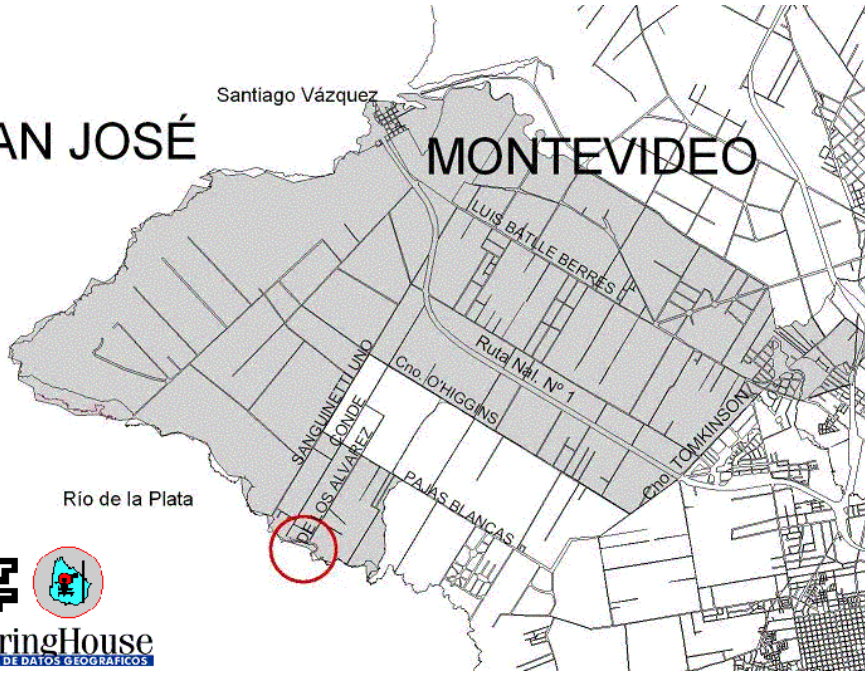 Santiago Vázquez
AN JOSÉ
MONTEVIDEO
LUIS BATLLE BERRES
Ruta Nal. Nº 1
Cno. O'HIGGINS
SANGUINETTI UNO
CONDE
DE LOS ALVAREZ
Cno. TOMKINSON
PAJAS BLANCAS
Río de la Plata
ringHouse
DE DATOS GEOGRAFICOS